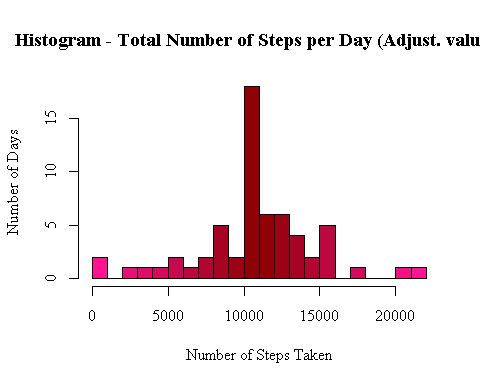 Histogram - Total Number of Steps per Day (Adjust. valu
Number of Days
15
10
5
0
0 5000 10000 15000 20000
Number of Steps Taken